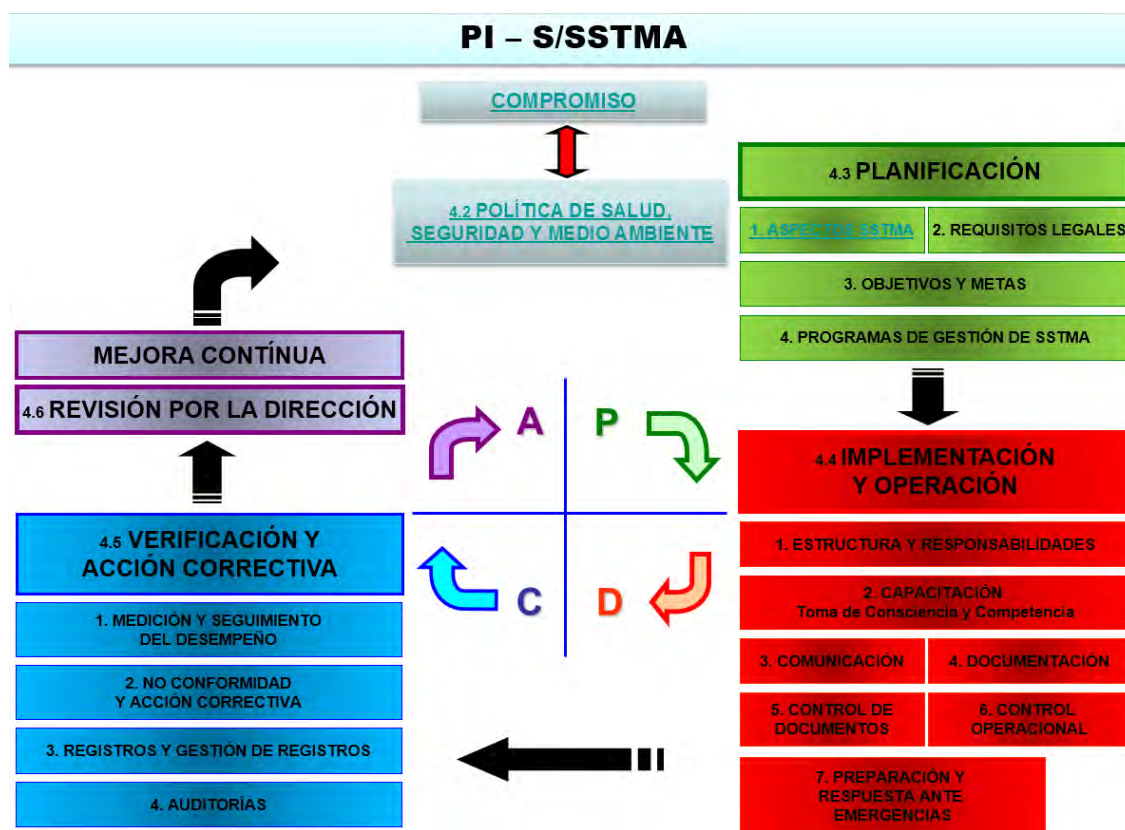 PI – S/SSTMA
COMPROMISO
4.2 POLÍTICA DE SALUD,
SEGURIDAD Y MEDIO AMBIENTE
4.3 PLANIFICACIÓN
1. ASPECTOS SSTMA
2. REQUISITOS LEGALES
3. OBJETIVOS Y METAS
4. PROGRAMAS DE GESTIÓN DE SSTMA
4.4 IMPLEMENTACIÓN
Y OPERACIÓN
1. ESTRUCTURA Y RESPONSABILIDADES
2. CAPACITACIÓN
Toma de Consciencia y Competencia
3. COMUNICACIÓN
4. DOCUMENTACIÓN
5. CONTROL DE
DOCUMENTOS
6. CONTROL
OPERACIONAL
7. PREPARACIÓN Y
RESPUESTA ANTE
EMERGENCIAS
MEJORA CONTÍNUA
4.6 REVISIÓN POR LA DIRECCIÓN
4.5 VERIFICACIÓN Y
ACCIÓN CORRECTIVA
1. MEDICIÓN Y SEGUIMIENTO
DEL DESEMPEÑO
2. NO CONFORMIDAD
Y ACCIÓN CORRECTIVA
3. REGISTROS Y GESTIÓN DE REGISTROS
4. AUDITORÍAS
A
P
C
D